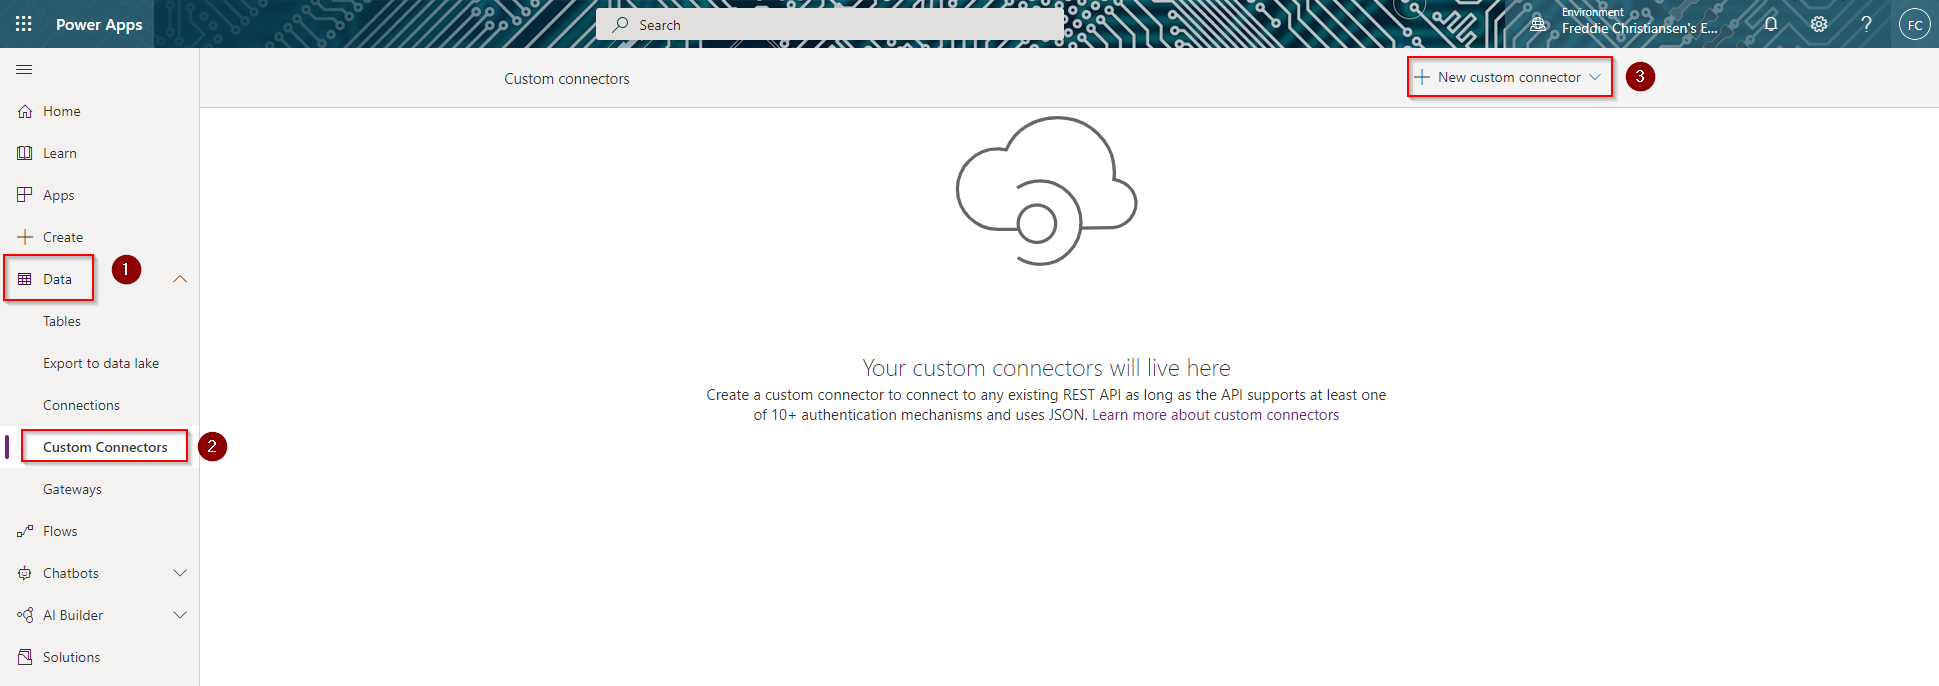 Power Apps
Search
Environment
Freddie Christiansen's E...
?
FC
Custom connectors
New custom connector
3
Home
Learn
Apps
Create
Data
1
Tables
Export to data lake
Connections
Custom Connectors
2
Gateways
Flows
Chatbots
AI Builder
Solutions
Your custom connectors will live here
Create a custom connector to connect to any existing REST API as long as the API supports at least one
of 10+ authentication mechanisms and uses JSON. Learn more about custom connectors